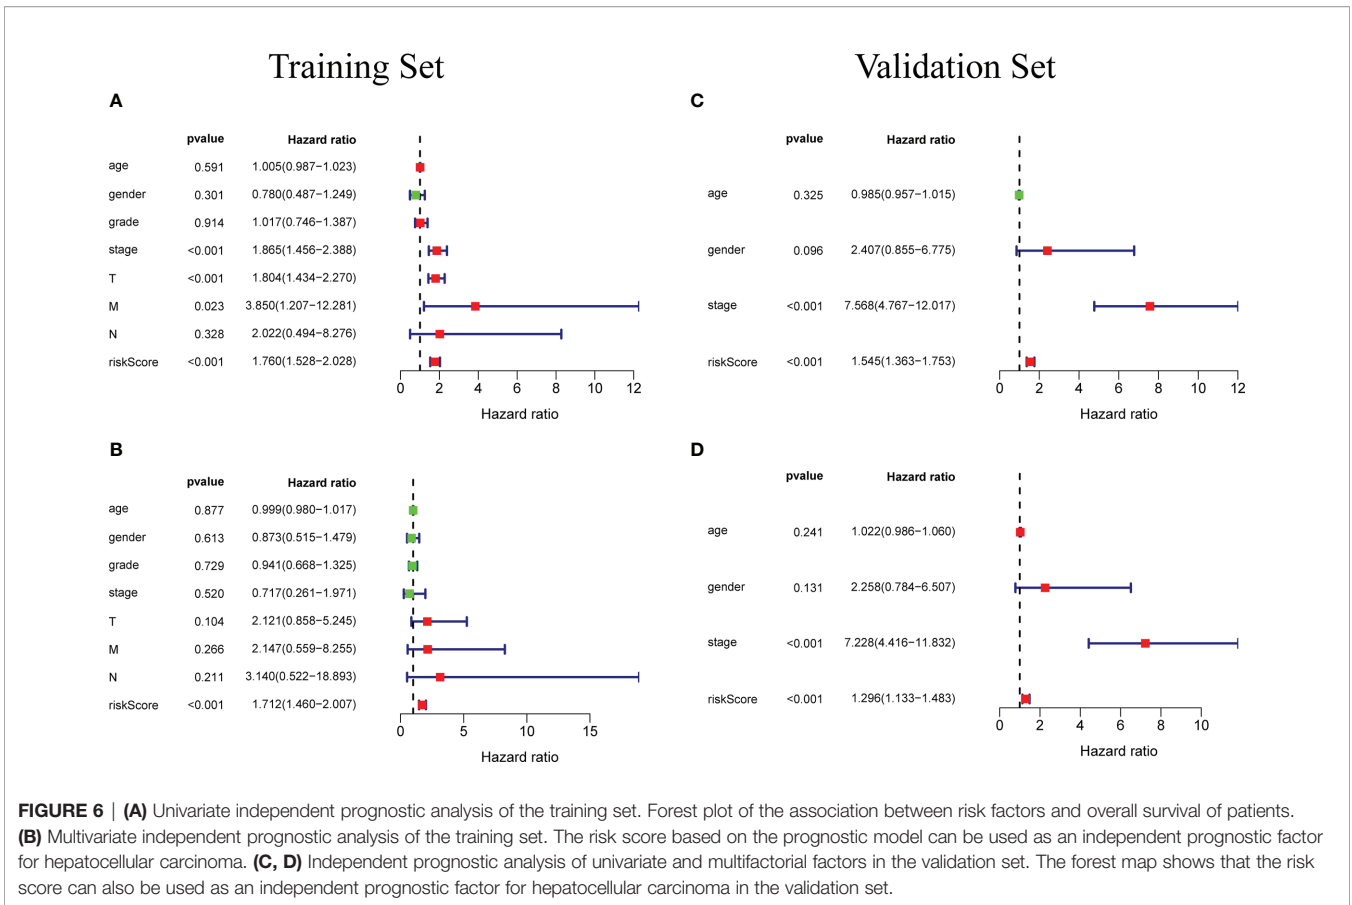 Training Set
Validation Set
A
pvalue Hazard ratio
age 0.591 1.005(0.987−1.023)
gender 0.301 0.780(0.487−1.249)
grade 0.914 1.017(0.746−1.387)
stage <0.001 1.865(1.456−2.388)
T <0.001 1.804(1.434−2.270)
M 0.023 3.850(1.207−12.281)
N 0.328 2.022(0.494−8.276)
riskScore <0.001 1.760(1.528−2.028)
0 2 4 6 8 10 12
Hazard ratio
C
pvalue Hazard ratio
age 0.325 0.985(0.957−1.015)
gender 0.096 2.407(0.855−6.775)
stage <0.001 7.568(4.767−12.017)
riskScore <0.001 1.545(1.363−1.753)
0 2 4 6 8 10 12
Hazard ratio
B
pvalue Hazard ratio
age 0.877 0.999(0.980−1.017)
gender 0.613 0.873(0.515−1.479)
grade 0.729 0.941(0.668−1.325)
stage 0.520 0.717(0.261−1.971)
T 0.104 2.121(0.858−5.245)
M 0.266 2.147(0.559−8.255)
N 0.211 3.140(0.522−18.893)
riskScore <0.001 1.712(1.460−2.007)
0 5 10 15
Hazard ratio
D
pvalue Hazard ratio
age 0.241 1.022(0.986−1.060)
gender 0.131 2.258(0.784−6.507)
stage <0.001 7.228(4.416−11.832)
riskScore <0.001 1.296(1.133−1.483)
0 2 4 6 8 10
Hazard ratio
FIGURE 6 | (A) Univariate independent prognostic analysis of the training set. Forest plot of the association between risk factors and overall survival of patients.
(B) Multivariate independent prognostic analysis of the training set. The risk score based on the prognostic model can be used as an independent prognostic factor
for hepatocellular carcinoma. (C, D) Independent prognostic analysis of univariate and multifactorial factors in the validation set. The forest map shows that the risk
score can also be used as an independent prognostic factor for hepatocellular carcinoma in the validation set.